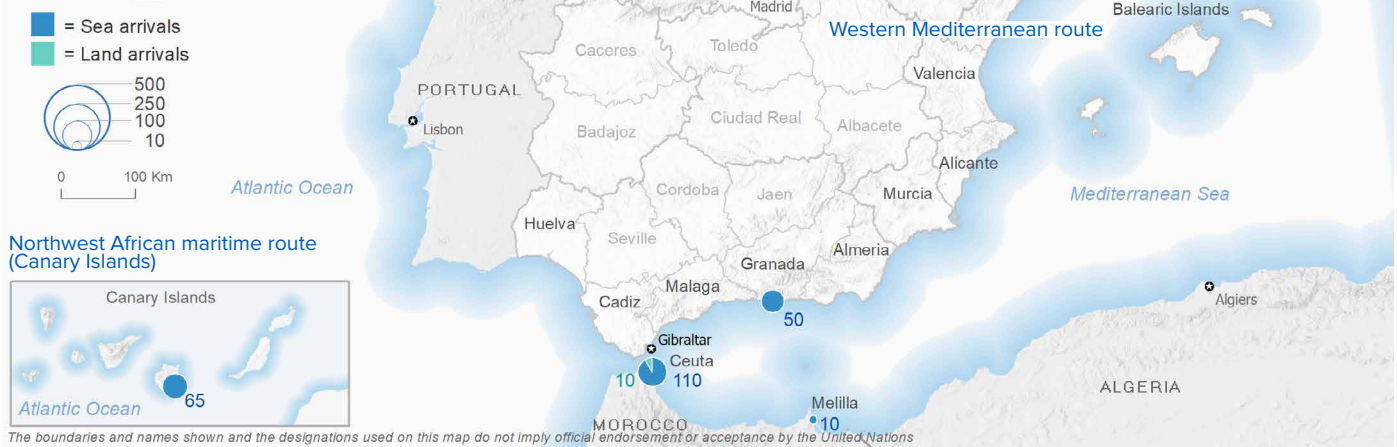 Madrid
Balearic Islands
= Sea arrivals
= Land arrivals
Western Mediterranean route
Caceres
Toledo
Valencia
500
250
100
10
PORTUGAL
Lisbon
Badajoz
Ciudad Real
Albacete
Alicante
0 100 Km
Atlantic Ocean
Cordoba
Jaen
Murcia
Mediterranean Sea
Huelva
Seville
Almeria
Granada
Northwest African maritime route
(Canary Islands)
Malaga
Cadiz
Canary Islands
Algiers
50
Gibraltar
Ceuta
10 110
65
Atlantic Ocean
ALGERIA
Melilla
10
MOROCCO
The boundaries and names shown and the designations used on this map do not imply official endorsement or acceptance by the United Nations